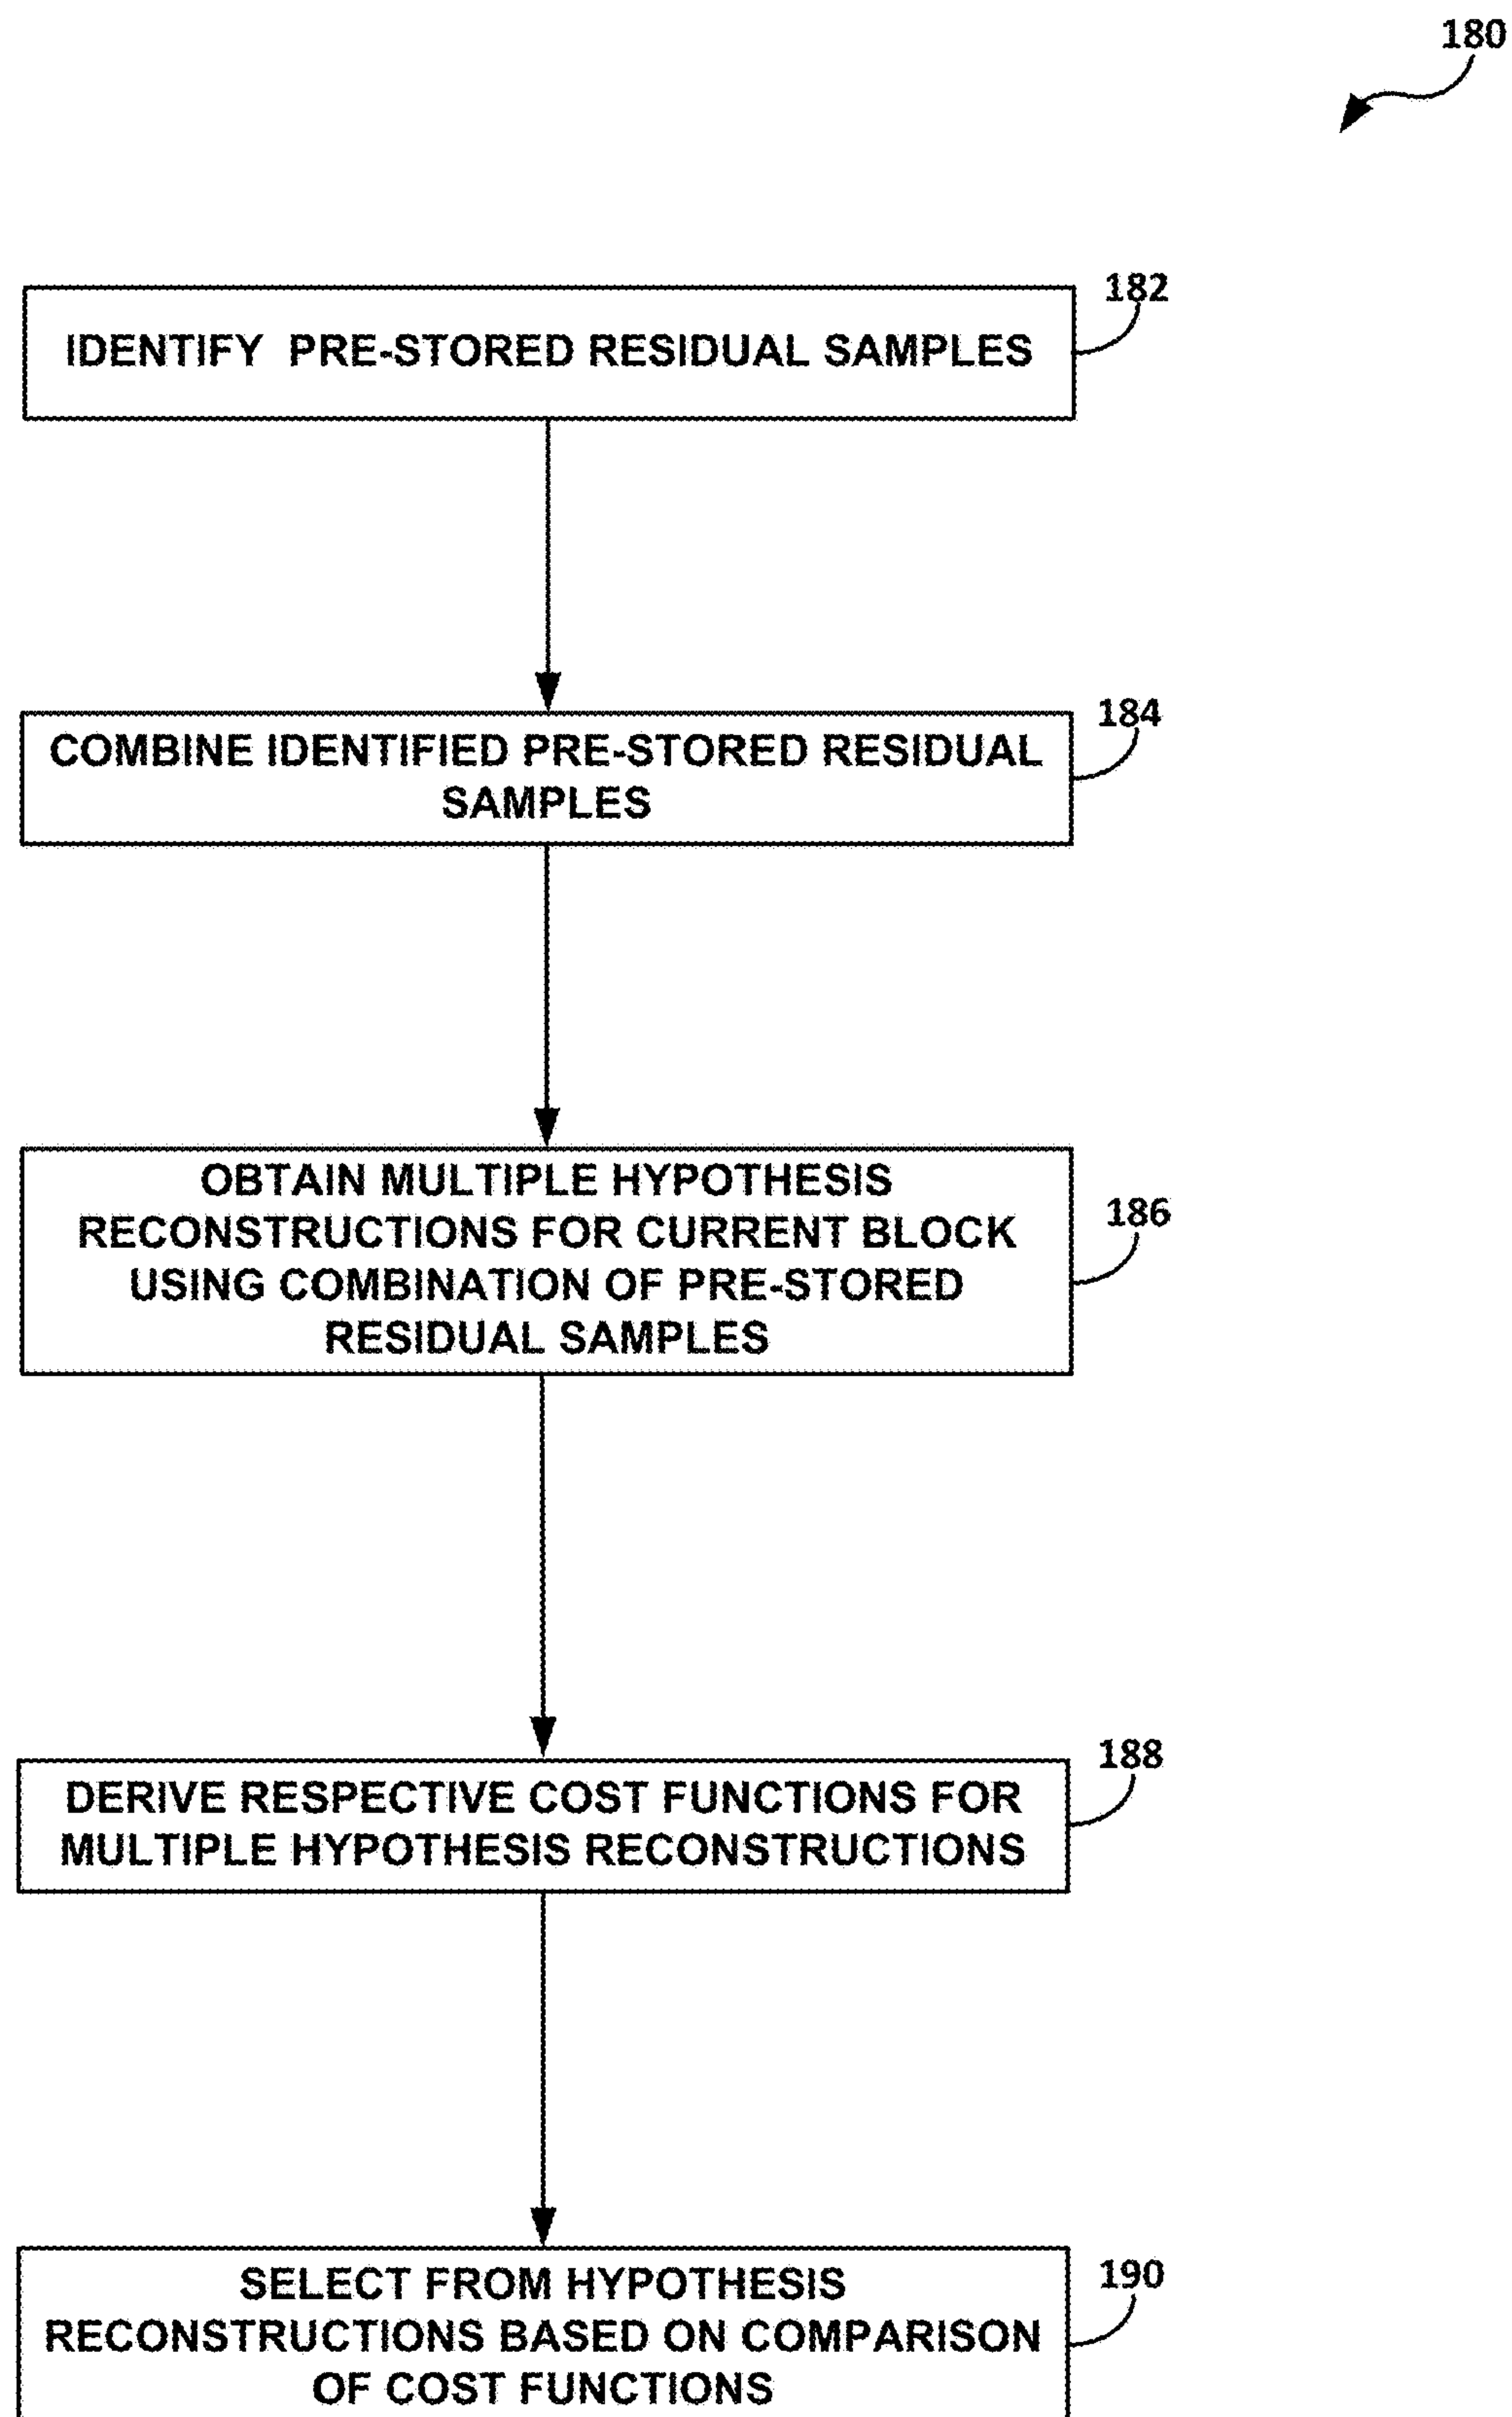 180
182
IDENTIFY PRE-STORED RESIDUAL SAMPLES
184
COMBINE IDENTIFIED PRE-STORED RESIDUAL
SAMPLES
OBTAIN MULTIPLE HYPOTHESIS
RECONSTRUCTIONS FOR CURRENT BLOCK
USING COMBINATION OF PRE-STORED
RESIDUAL SAMPLES
186
188
DERIVE RESPECTIVE COST FUNCTIONS FOR
MULTIPLE HYPOTHESIS RECONSTRUCTIONS
190
SELECT FROM HYPOTHESIS
RECONSTRUCTIONS BASED ON COMPARISON
OF COST FUNCTIONS